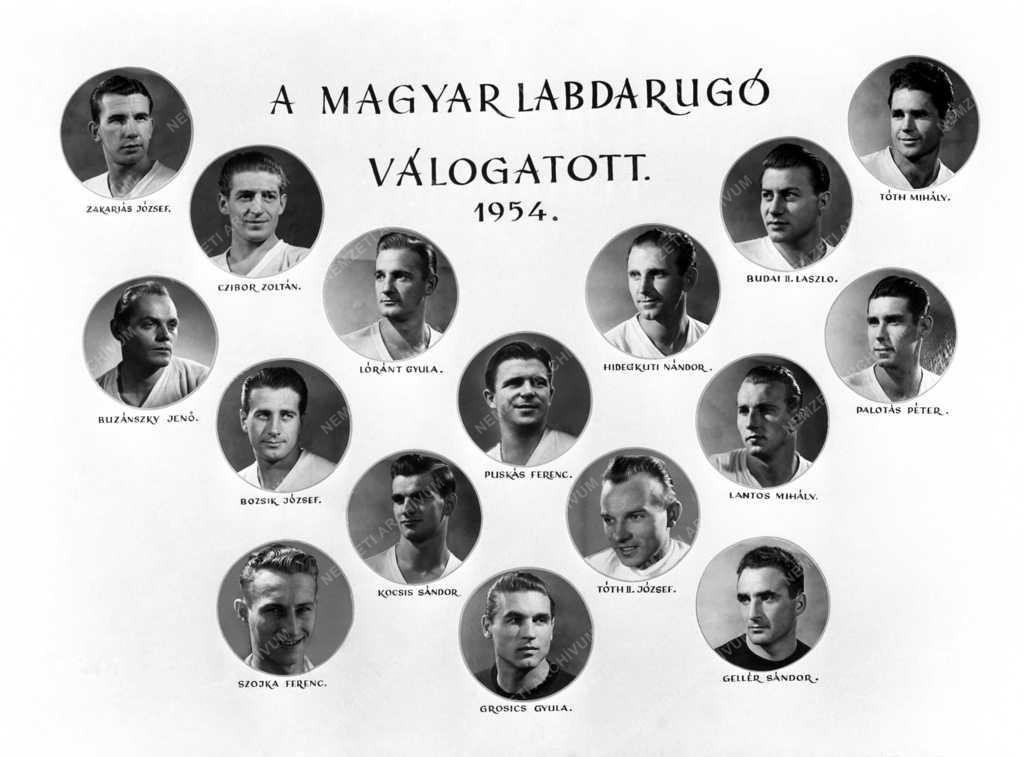 A MAGYAR LABDARUGÓ
VÁLOGATOTT.
1954.
ZAKARIÁS JÓZSEF.
TÓTH MIHÁLY.
CZIBOR ZOLTÁN.
BUDAI II. LASZLO.
LÓRÁNT GYULA.
HIDEGKUTI NÁNDOR.
BUZÁNSZKY JENŐ.
PALOTÁS PÉTER.
PUSKÁS FERENC.
BOZSIK JÓZSEF.
LANTOS MIHÁLY.
KOCSIS SÁNDOR
TÓTH II. JÓZSEF.
SZOJKA FERENC.
GELLÉR SÁNDOR.
GROSICS GYULA.
NEMZETI ARCHIVUM